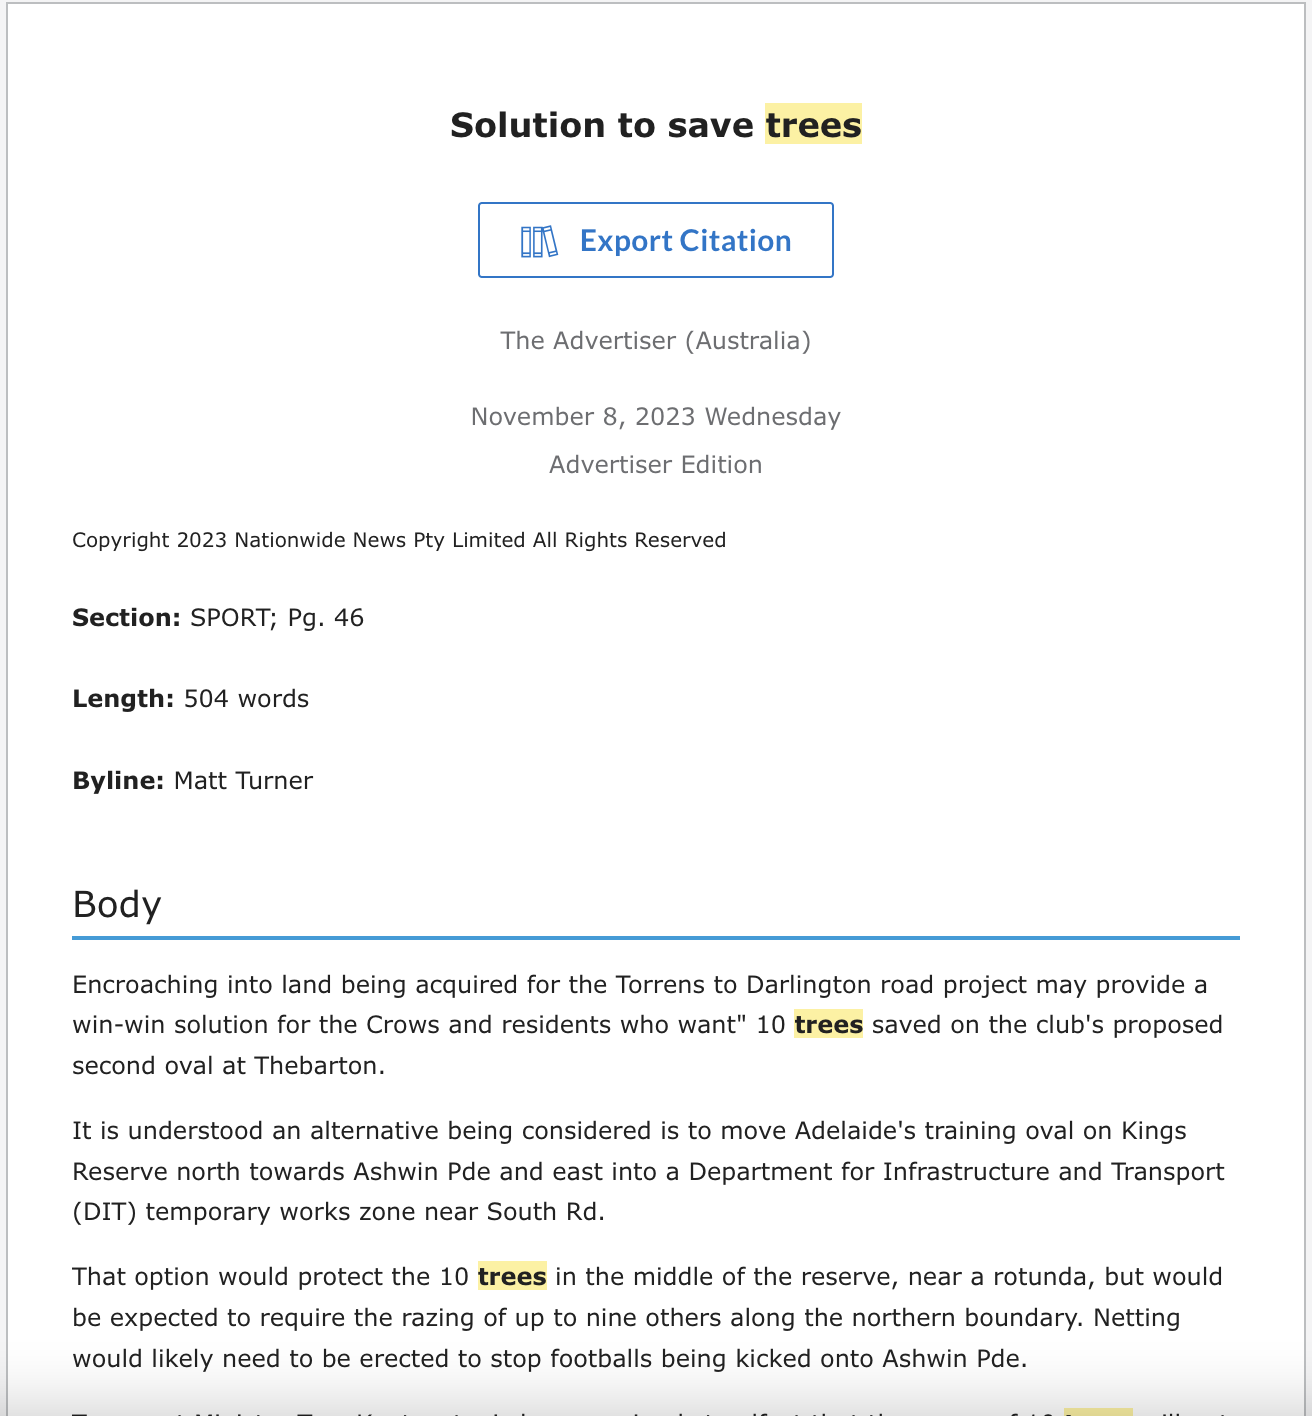 Solution to save trees
Export Citation
The Advertiser (Australia)
November 8, 2023 Wednesday
Advertiser Edition
Copyright 2023 Nationwide News Pty Limited All Rights Reserved
Section: SPORT; Pg. 46
Length: 504 words
Byline: Matt Turner
Body
Encroaching into land being acquired for the Torrens to Darlington road project may provide a
win-win solution for the Crows and residents who want" 10 trees saved on the club's proposed
second oval at Thebarton.
It is understood an alternative being considered is to move Adelaide's training oval on Kings
Reserve north towards Ashwin Pde and east into a Department for Infrastructure and Transport
(DIT) temporary works zone near South Rd.
That option would protect the 10 trees in the middle of the reserve, near a rotunda, but would
be expected to require the razing of up to nine others along the northern boundary. Netting
would likely need to be erected to stop footballs being kicked onto Ashwin Pde.